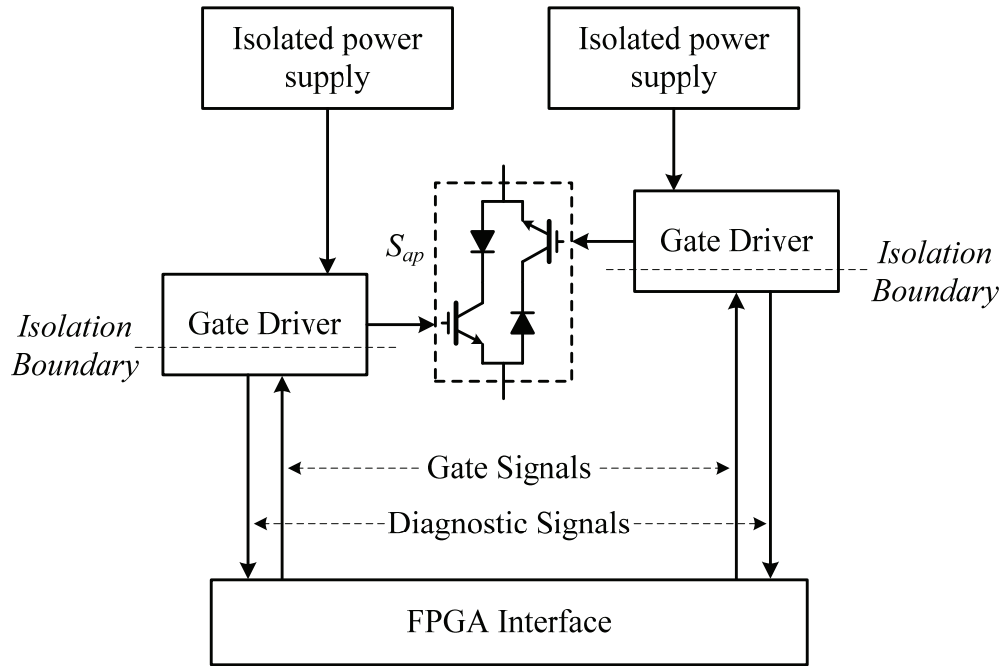 Isolated power
supply
Isolated power
supply
S_ap
Gate Driver
Isolation
Boundary
Gate Driver
Isolation
Boundary
Gate Signals
Diagnostic Signals
FPGA Interface